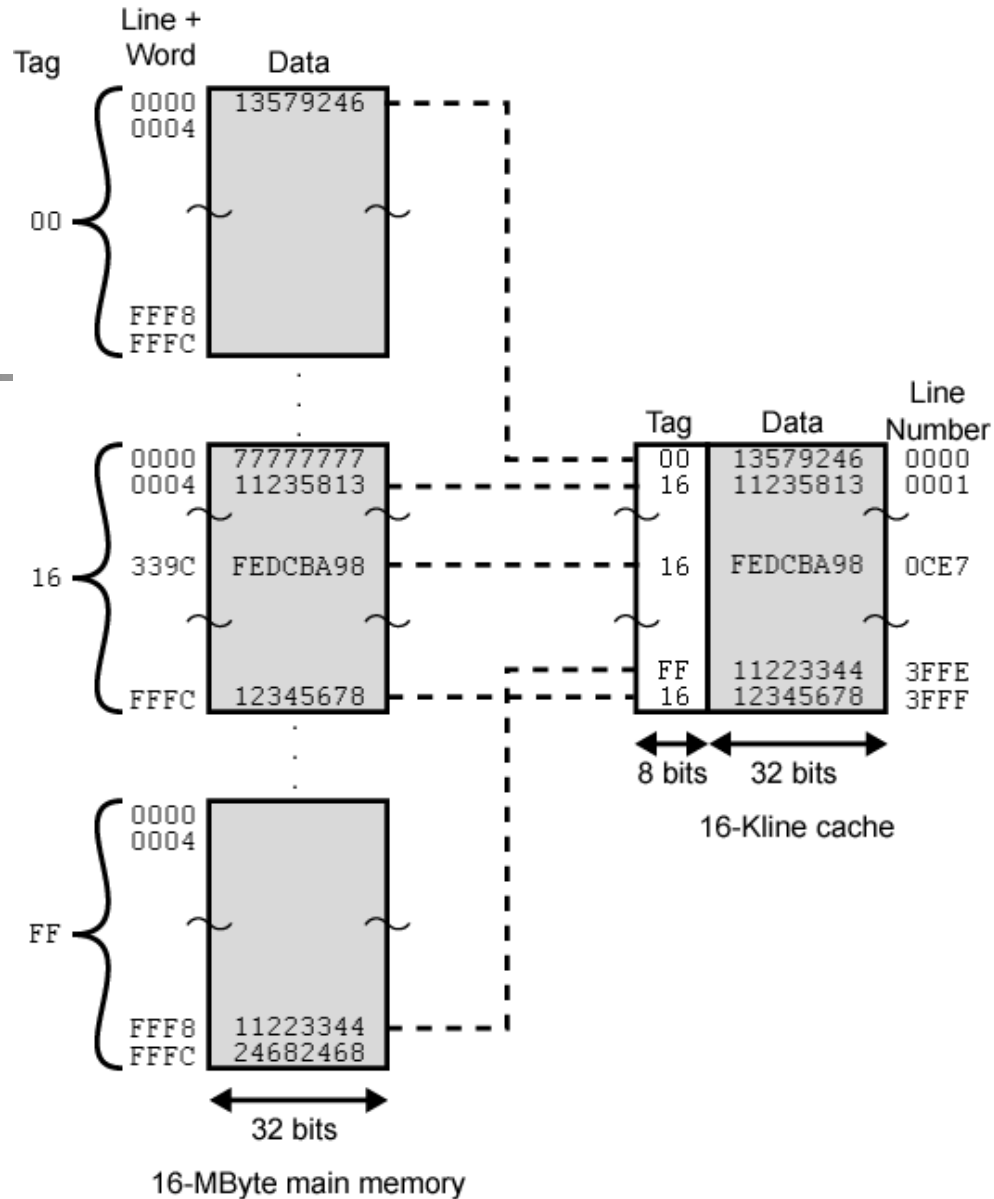 Tag
Line +
Word
Data
0000 13579246
0004
00
FFF8
FFFC
0000 77777777
0004 11235813
16
339C FEDCBA98
FFFC 12345678
0000
0004
FF
FFF8 11223344
FFFC 24682468
32 bits
16-MByte main memory
Tag
Data
Line
Number
00 13579246 0000
16 11235813 0001
16 FEDCBA98 0CE7
FF 11223344 3FFE
16 12345678 3FFF
8 bits
32 bits
16-Kline cache